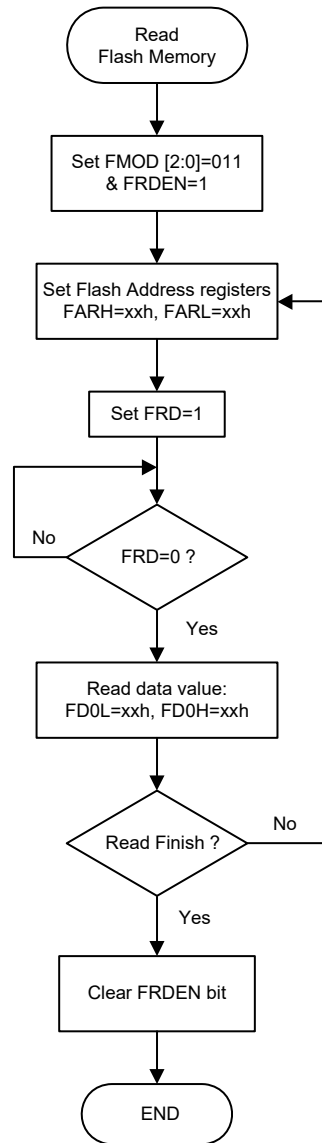 Read
Flash Memory
Set FMOD [2:0]=011
& FRDEN=1
Set Flash Address registers
FARH=xxh, FARL=xxh
Set FRD=1
No
FRD=0 ?
Yes
Read data value:
FD0L=xxh, FD0H=xxh
Read Finish ?
No
Yes
Clear FRDEN bit
END